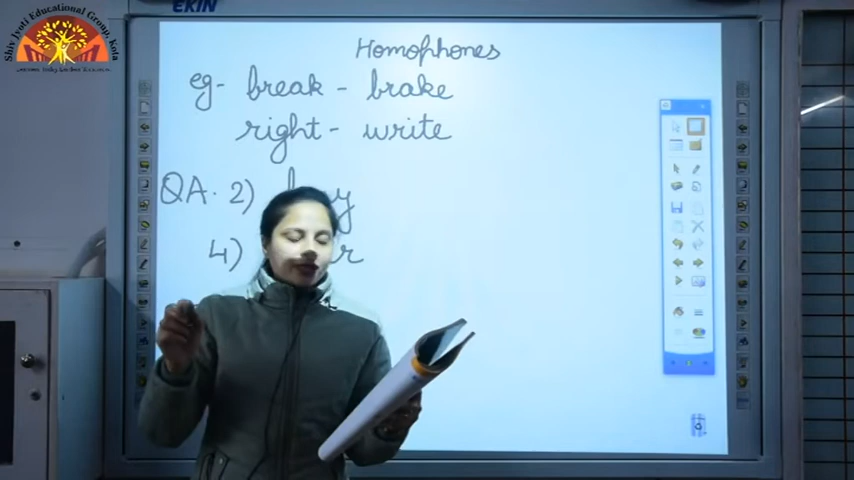 Shiv Jyoti Educational Group, Kota
EKIN
Homophones
eg- break - brake
right - write
QA. 2)
4)